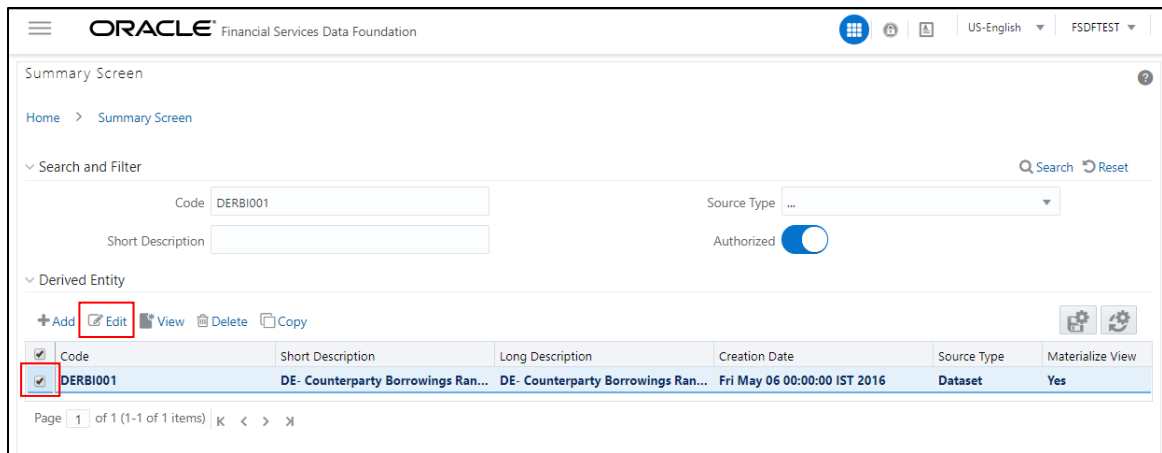 ORACLE® Financial Services Data Foundation
US-English
FSDFTEST
Summary Screen
Home > Summary Screen
Search and Filter
Search Reset
Code DERBI001
Source Type ...
Short Description
Authorized
Derived Entity
Add Edit View Delete Copy
Code Short Description Long Description Creation Date Source Type Materialize View
DERBI001 DE- Counterparty Borrowings Ran... DE- Counterparty Borrowings Ran... Fri May 06 00:00:00 IST 2016 Dataset Yes
Page 1 of 1 (1-1 of 1 items)